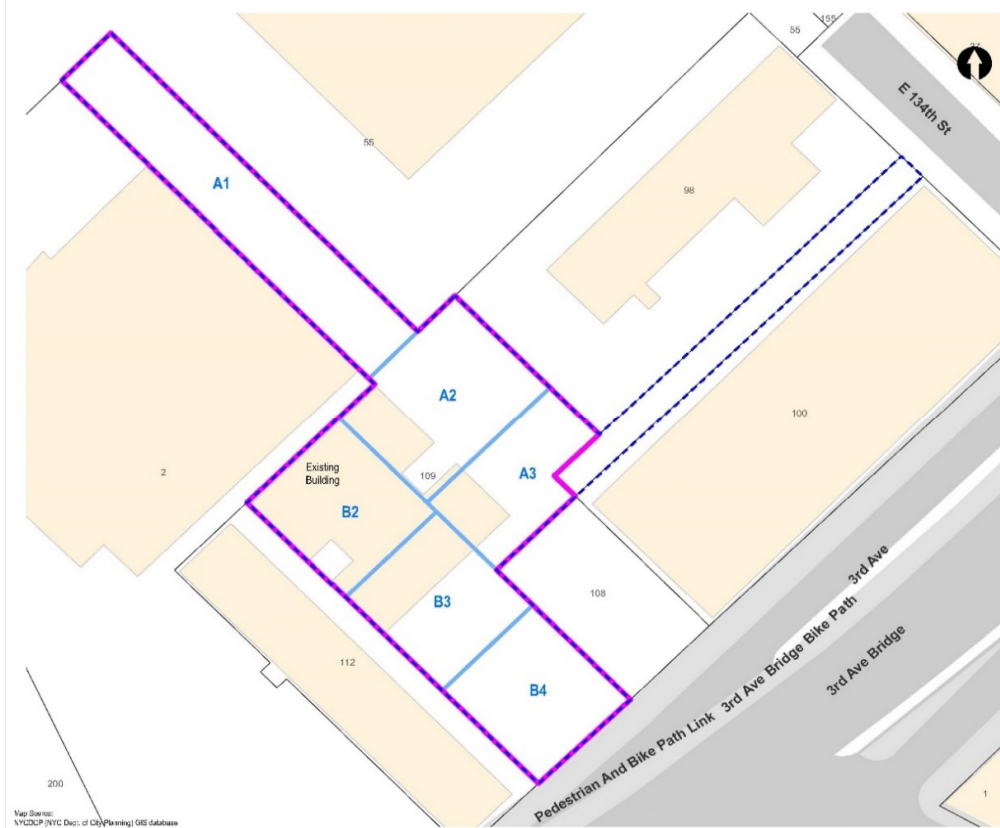 155
55
27
E 134th St
55
A1
98
A2
100
A3
2
Existing
Building
109
B2
3rd Ave
108
B3
3rd Ave Bridge Bike Path
3rd Ave Bridge
112
B4
Pedestrian And Bike Path Link
200
1
Map Source:
NYCDCP [NYC Dept. of City Planning] GIS database